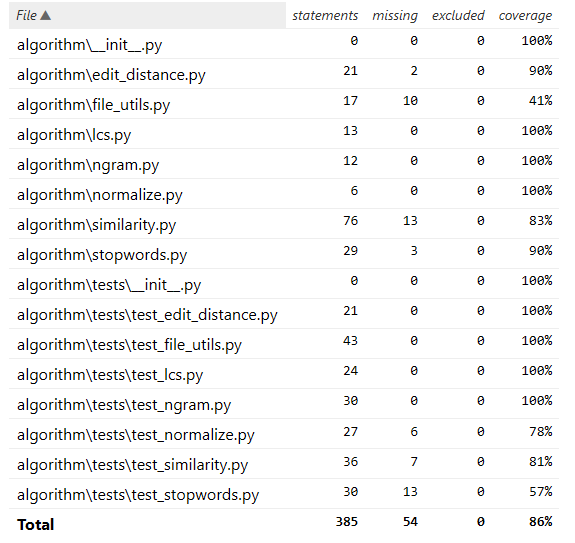 File ▲ statements missing excluded coverage
algorithm\__init__.py 0 0 0 100%
algorithm\edit_distance.py 21 2 0 90%
algorithm\file_utils.py 17 10 0 41%
algorithm\lcs.py 13 0 0 100%
algorithm\ngram.py 12 0 0 100%
algorithm\normalize.py 6 0 0 100%
algorithm\similarity.py 76 13 0 83%
algorithm\stopwords.py 29 3 0 90%
algorithm\tests\__init__.py 0 0 0 100%
algorithm\tests\test_edit_distance.py 21 0 0 100%
algorithm\tests\test_file_utils.py 43 0 0 100%
algorithm\tests\test_lcs.py 24 0 0 100%
algorithm\tests\test_ngram.py 30 0 0 100%
algorithm\tests\test_normalize.py 27 6 0 78%
algorithm\tests\test_similarity.py 36 7 0 81%
algorithm\tests\test_stopwords.py 30 13 0 57%
Total 385 54 0 86%